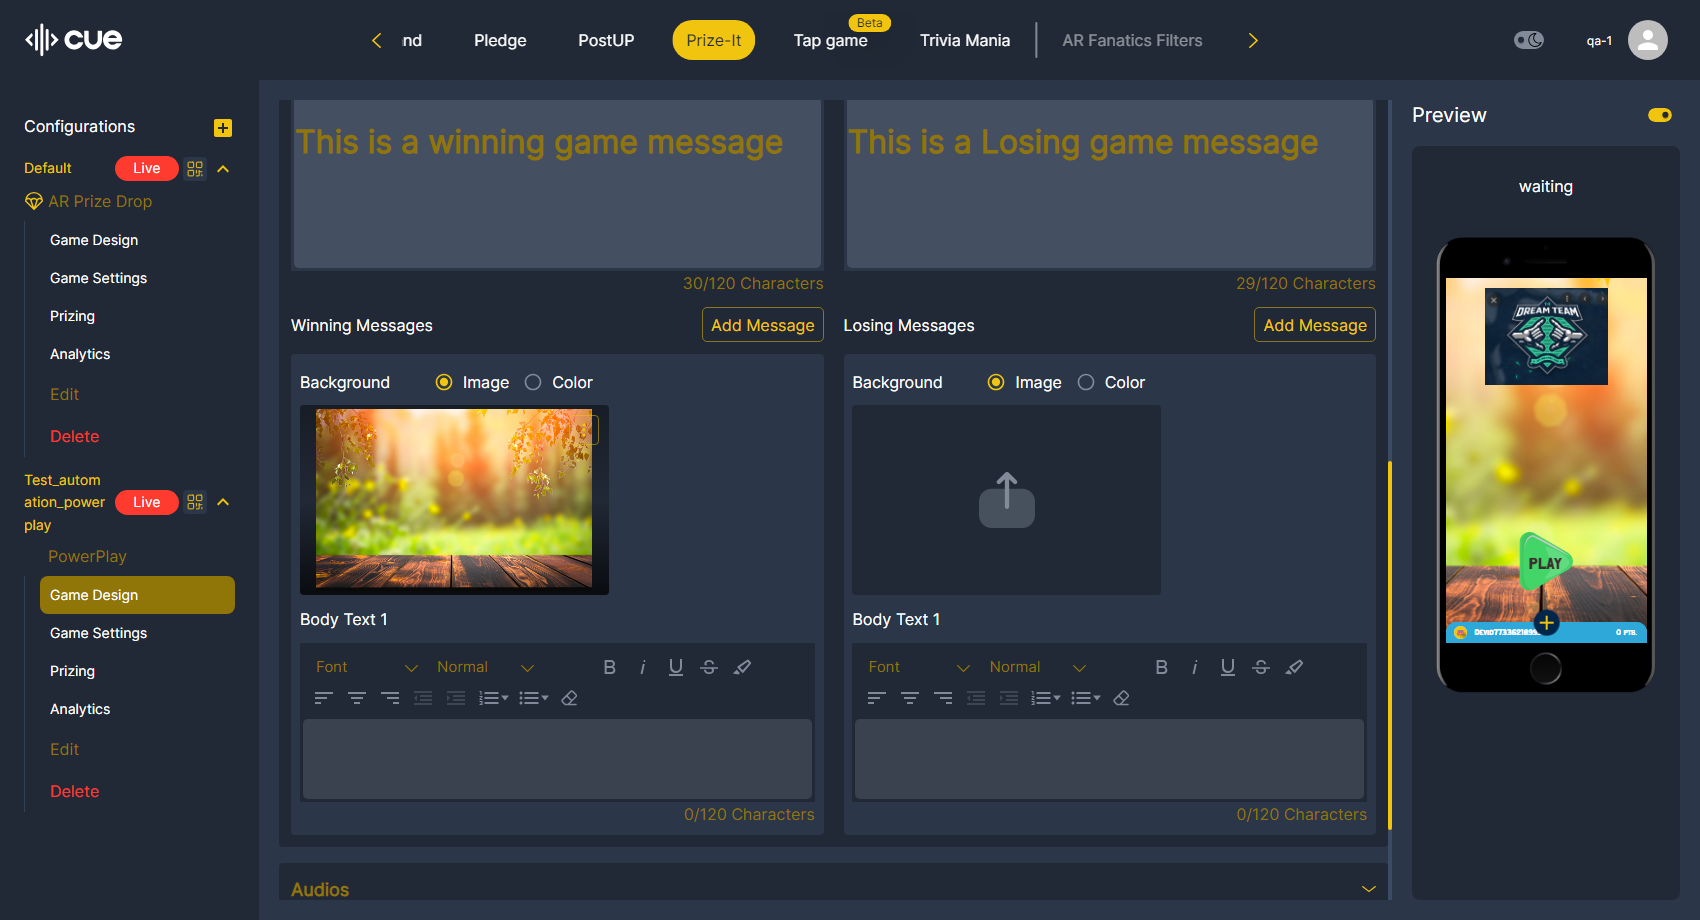 cue
nd
Pledge
PostUP
Prize-It
Beta
Tap game
Trivia Mania
AR Fanatics Filters
qa-1
Configurations
Default
Live
AR Prize Drop
Game Design
Game Settings
Prizing
Analytics
Edit
Delete
Test_autom
ation_power
play
Live
PowerPlay
Game Design
Game Settings
Prizing
Analytics
Edit
Delete
This is a winning game message
30/120 Characters
This is a Losing game message
29/120 Characters
Winning Messages
Add Message
Losing Messages
Add Message
Background
Image
Color
Background
Image
Color
Body Text 1
Font
Normal
0/120 Characters
Body Text 1
Font
Normal
0/120 Characters
Audios
Preview
waiting
DREAM TEAM
PLAY
0 PTS.